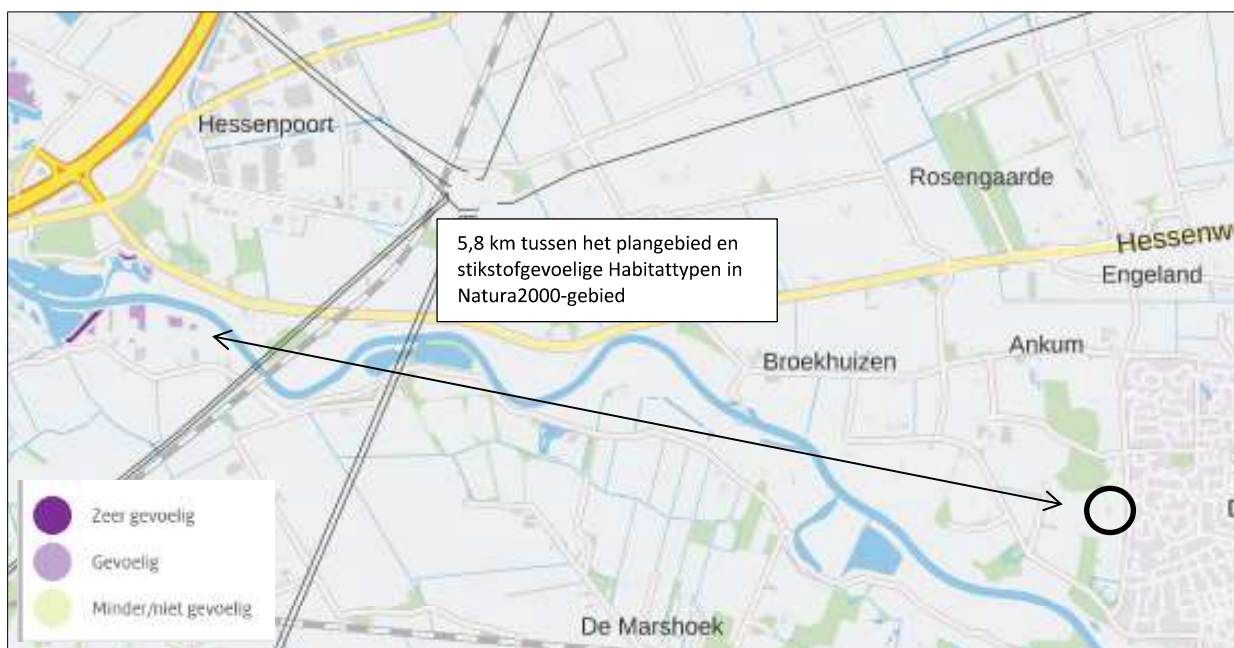 Hessenpoort
Rosengaarde
5,8 km tussen het plangebied en
stikstofgevoelige Habitattypen in
Natura2000-gebied
Hessenw
Engeland
Ankum
Broekhuizen
Zeer gevoelig
Gevoelig
Minder/niet gevoelig
De Marshoek
D